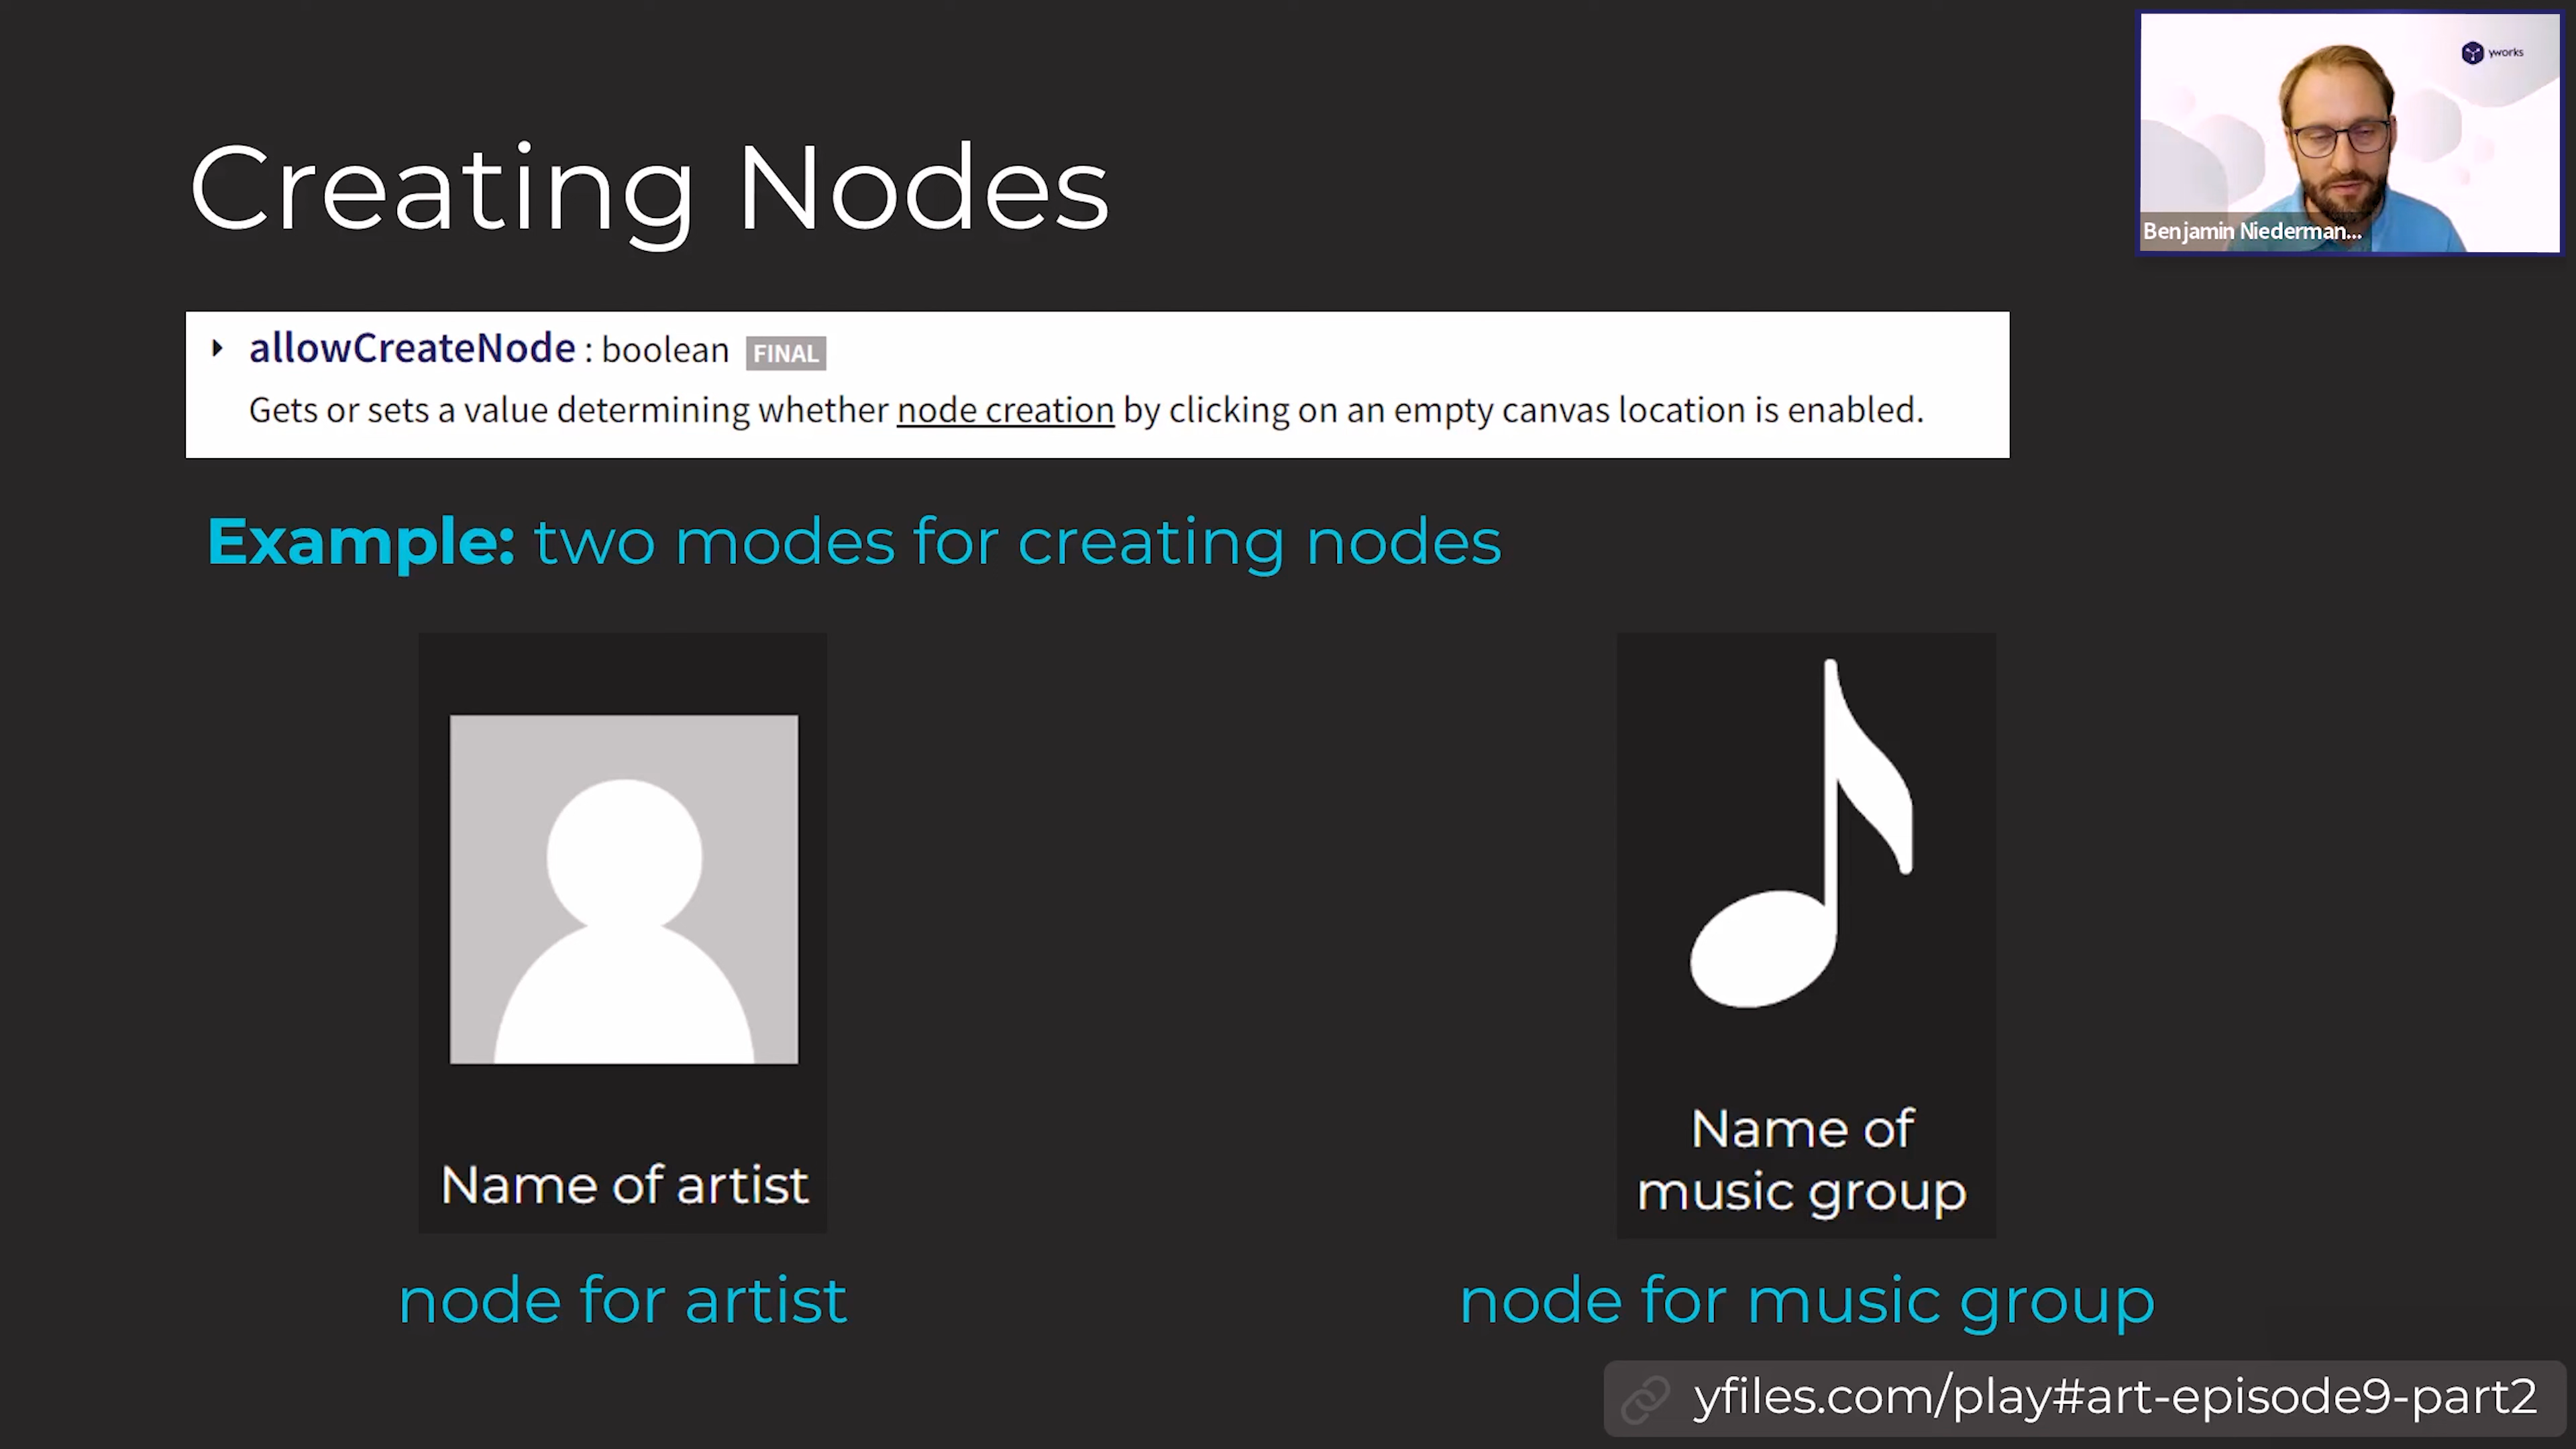 yworks
Benjamin Niederman...
Creating Nodes
allowCreateNode : boolean FINAL
Gets or sets a value determining whether node creation by clicking on an empty canvas location is enabled.
Example: two modes for creating nodes
Name of artist
node for artist
Name of
music group
node for music group
yfiles.com/play#art-episode9-part2